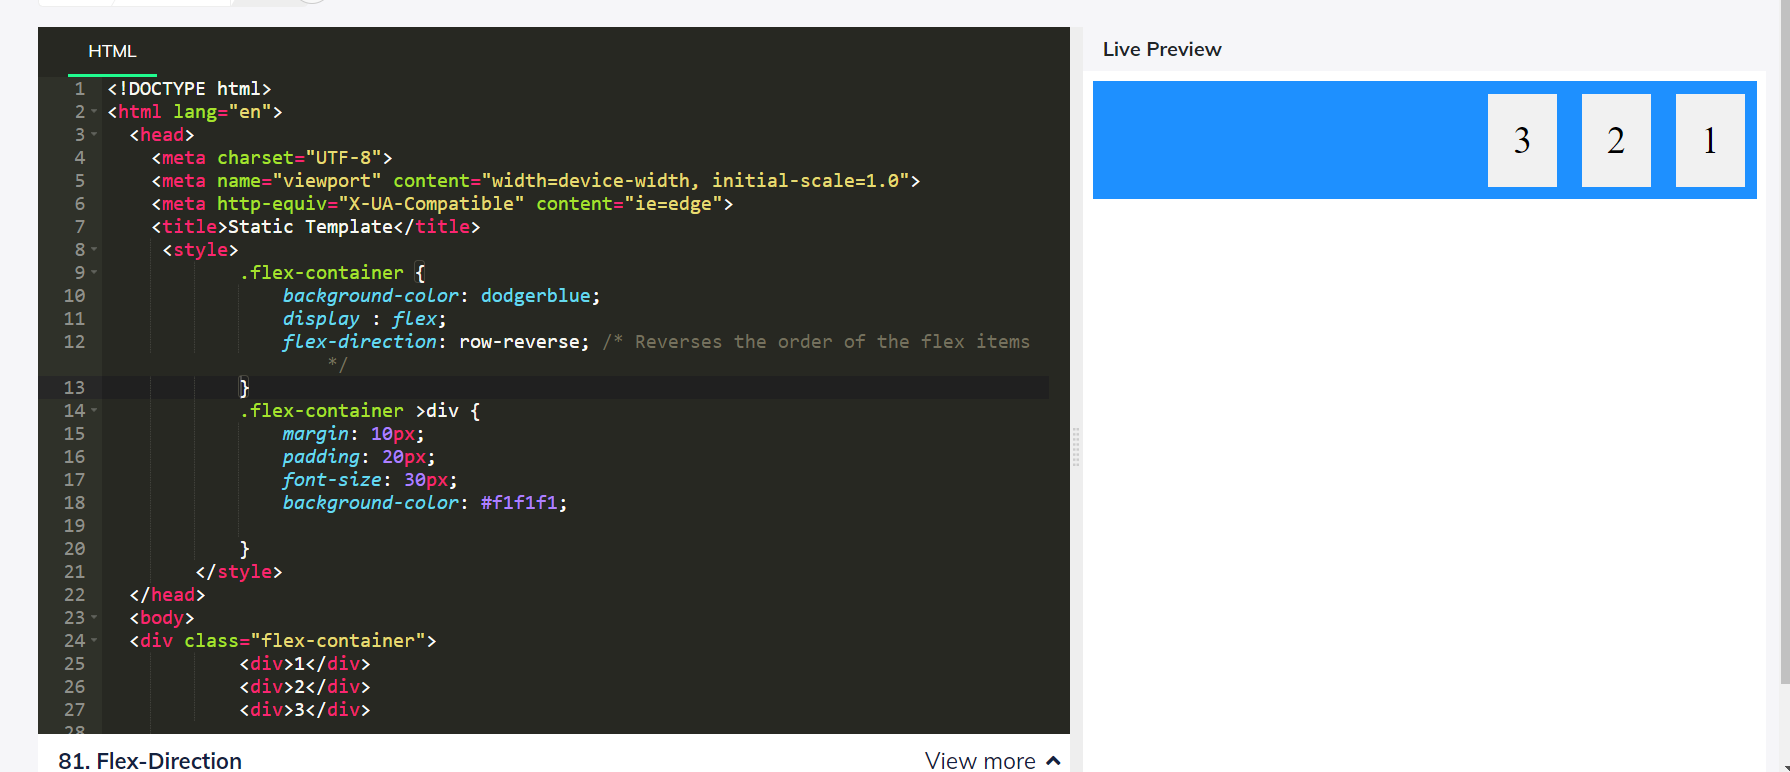 HTML
Live Preview
1 <!DOCTYPE html>
2 <html lang="en">
3 <head>
4 <meta charset="UTF-8">
5 <meta name="viewport" content="width=device-width, initial-scale=1.0">
6 <meta http-equiv="X-UA-Compatible" content="ie=edge">
7 <title>Static Template</title>
8 <style>
9 .flex-container {
10 background-color: dodgerblue;
11 display : flex;
12 flex-direction: row-reverse; /* Reverses the order of the flex items
*/
13 }
14 .flex-container >div {
15 margin: 10px;
16 padding: 20px;
17 font-size: 30px;
18 background-color: #f1f1f1;
19
20 }
21 </style>
22 </head>
23 <body>
24 <div class="flex-container">
25 <div>1</div>
26 <div>2</div>
27 <div>3</div>
28
3 2 1
81. Flex-Direction
View more